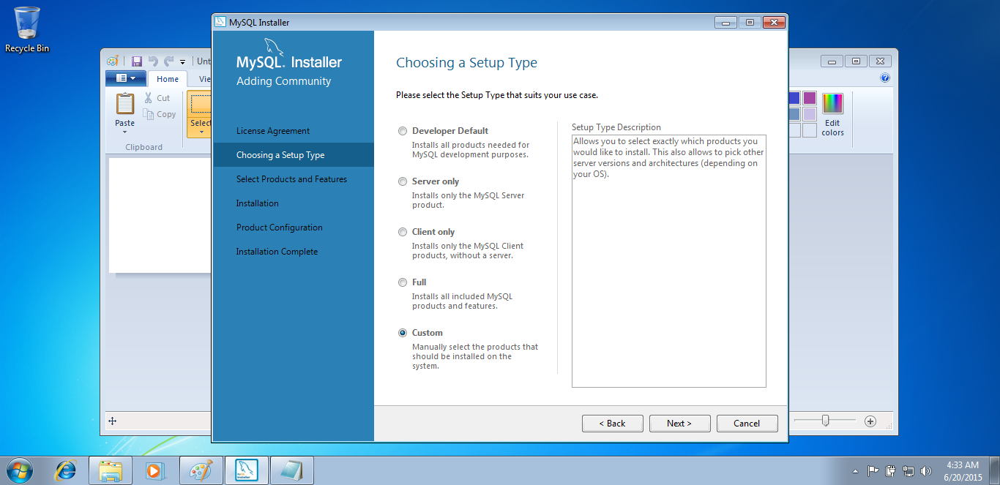 Recycle Bin
Unt
Home
Vie
Paste
Cut
Copy
Select
Clipboard
MySQL Installer
MySQL. Installer
Adding Community
License Agreement
Choosing a Setup Type
Select Products and Features
Installation
Product Configuration
Installation Complete
Choosing a Setup Type
Please select the Setup Type that suits your use case.
Developer Default
Installs all products needed for
MySQL development purposes.
Server only
Installs only the MySQL Server
product.
Client only
Installs only the MySQL Client
products, without a server.
Full
Installs all included MySQL
products and features.
Custom
Manually select the products that
should be installed on the
system.
Setup Type Description
Allows you to select exactly which products you
would like to install. This also allows to pick other
server versions and architectures (depending on
your OS).
< Back
Next >
Cancel
Edit
colors
4:33 AM
6/20/2015